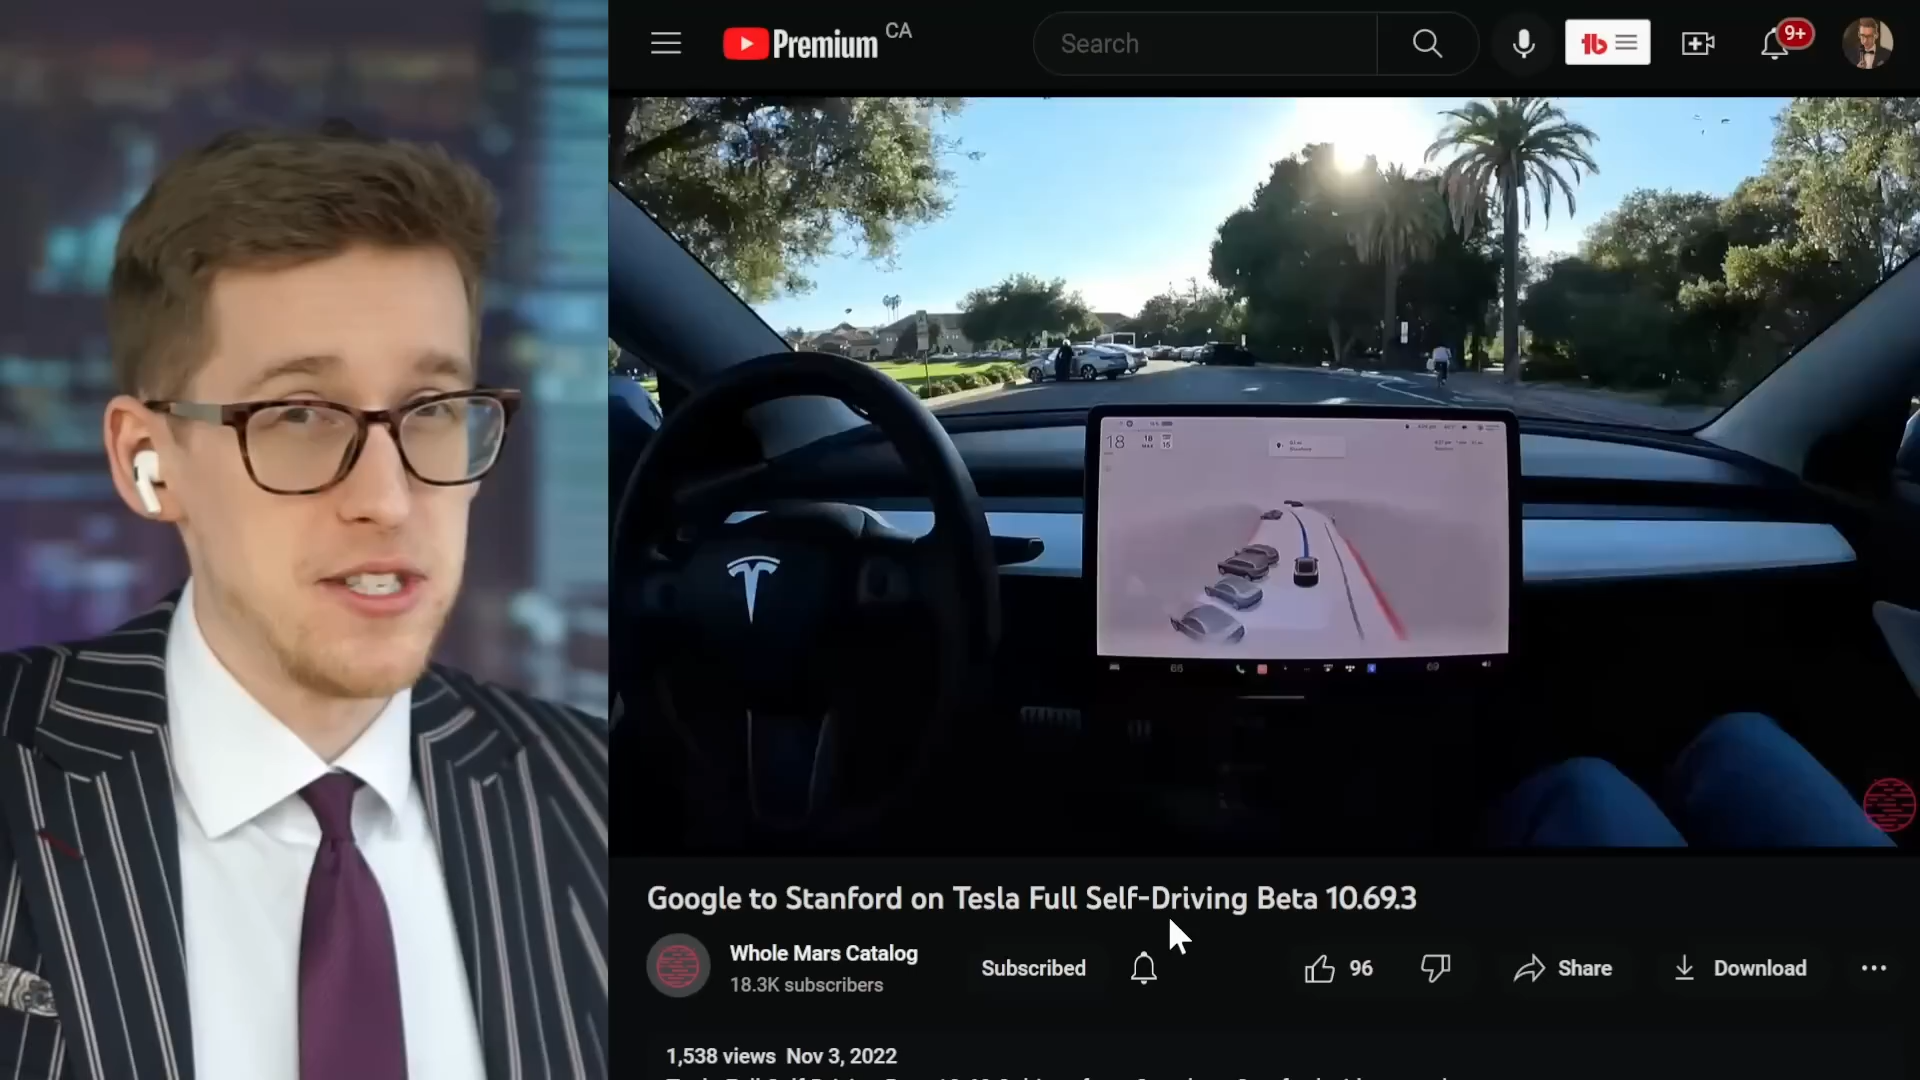 Premium CA
Search
9+
18
Google to Stanford on Tesla Full Self-Driving Beta 10.69.3
Whole Mars Catalog
18.3K subscribers
Subscribed
96
Share
Download
1,538 views Nov 3, 2022